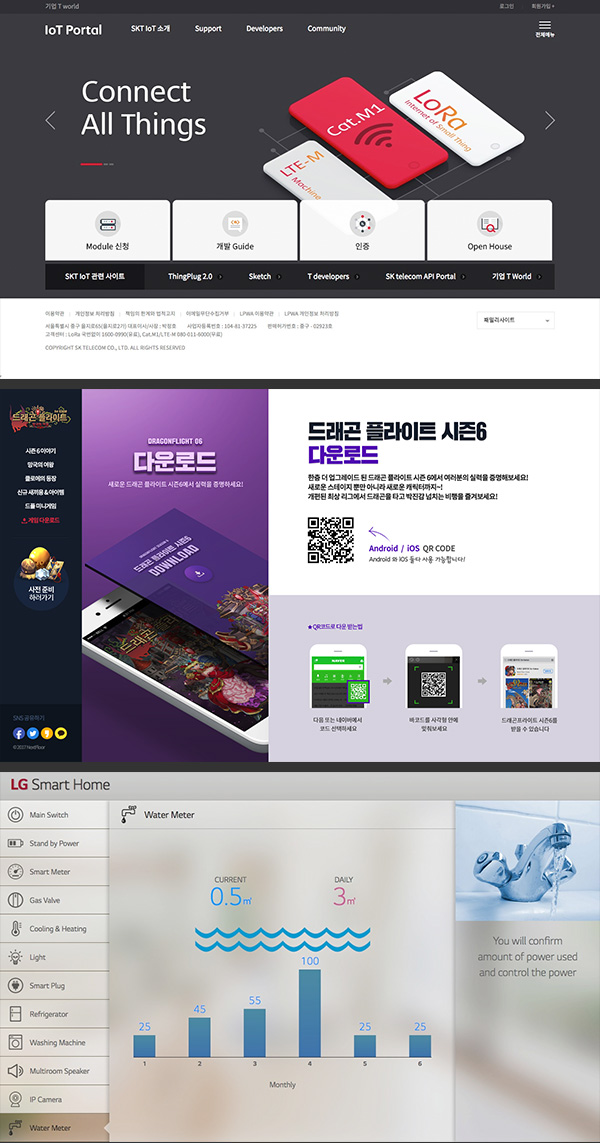 기업 T world
로그인 회원가입 +
IoT Portal
SKT IoT 소개 Support Developers Community
전체메뉴
Connect
All Things
Cat.M1
LoRa
Internet of Small Thing
LTE-M
Machine
Module 신청 개발 Guide 인증 Open House
SKT IoT 관련 사이트 ThingPlug 2.0 Sketch T developers SK telecom API Portal 기업 T World
이용약관 개인정보 처리방침 책임의 한계와 법적고지 이메일무단수집거부 LPWA 이용약관 LPWA 개인정보 처리방침
패밀리사이트
서울특별시 중구 을지로65(을지로2가) 대표이사/사장 : 박정호 사업자등록번호 : 104-81-37225 판매허가번호 : 중구 - 02923호
고객센터 : LoRa 국번없이 1600-0990(유료), Cat.M1/LTE-M 080-011-6000(무료)
COPYRIGHT SK TELECOM CO., LTD. ALL RIGHTS RESERVED
드래곤 플라이트
시즌 6 이야기
망국의 여왕
클로에의 등장
신규 새끼용 & 아이템
드플 미니게임
게임 다운로드
사전 준비
하러가기
SNS 공유하기
© 2017 Nextfloor
DRAGONFLIGHT 06
다운로드
새로운 드래곤 플라이트 시즌6에서 실력을 증명하세요!
드래곤 플라이트 시즌6
DOWNLOAD
드래곤 플라이트 시즌6
다운로드
한층 더 업그레이드 된 드래곤 플라이트 시즌 6에서 여러분의 실력을 증명해보세요!
새로운 스테이지 뿐만 아니라 새로운 캐릭터까지~!
개편된 최상 리그에서 드래곤을 타고 박진감 넘치는 비행을 즐겨보세요!
Android / iOS QR CODE
Android 와 iOS 둘다 사용 가능합니다!
★QR코드로 다운 받는법
다음 또는 네이버에서
코드 선택하세요
바코드를 사각형 안에
맞춰보세요
드래곤프라이트 시즌6를
받을 수 있습니다
LG Smart Home
Main Switch
Stand by Power
Smart Meter
Gas Valve
Cooling & Heating
Light
Smart Plug
Refrigerator
Washing Machine
Multiroom Speaker
IP Camera
Water Meter
Water Meter
CURRENT DAILY
0.5㎥ 3㎥
25 45 55 100 25 25
1 2 3 4 5 6
Monthly
You will confirm
amount of power used
and control the power